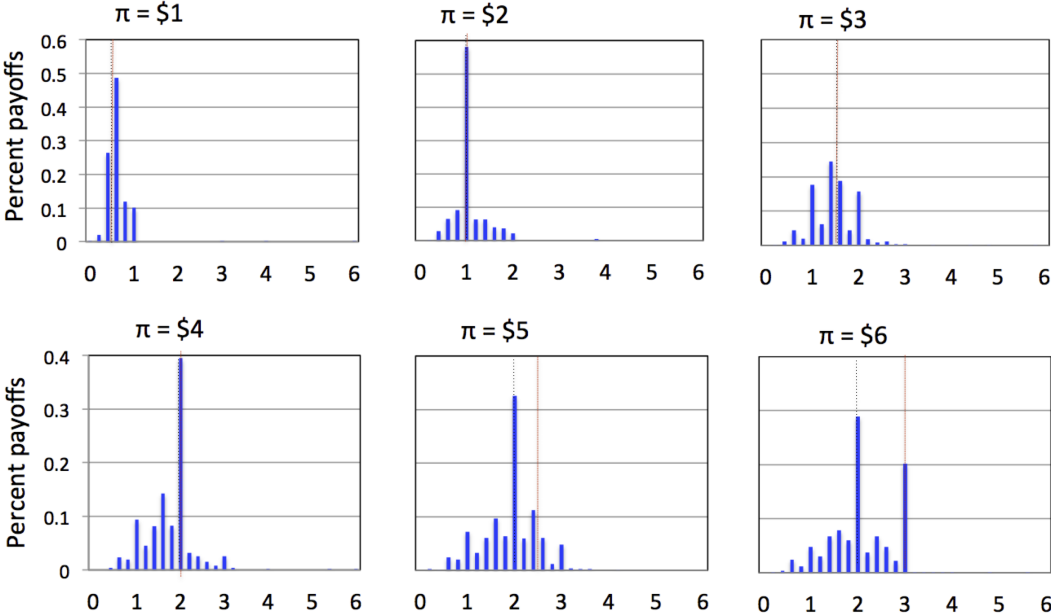 π = $1
π = $2
π = $3
Percent payoffs
0.6
0.5
0.4
0.3
0.2
0.1
0
0 1 2 3 4 5 6
0 1 2 3 4 5 6
0 1 2 3 4 5 6
π = $4
π = $5
π = $6
Percent payoffs
0.4
0.3
0.2
0.1
0
0 1 2 3 4 5 6
0 1 2 3 4 5 6
0 1 2 3 4 5 6